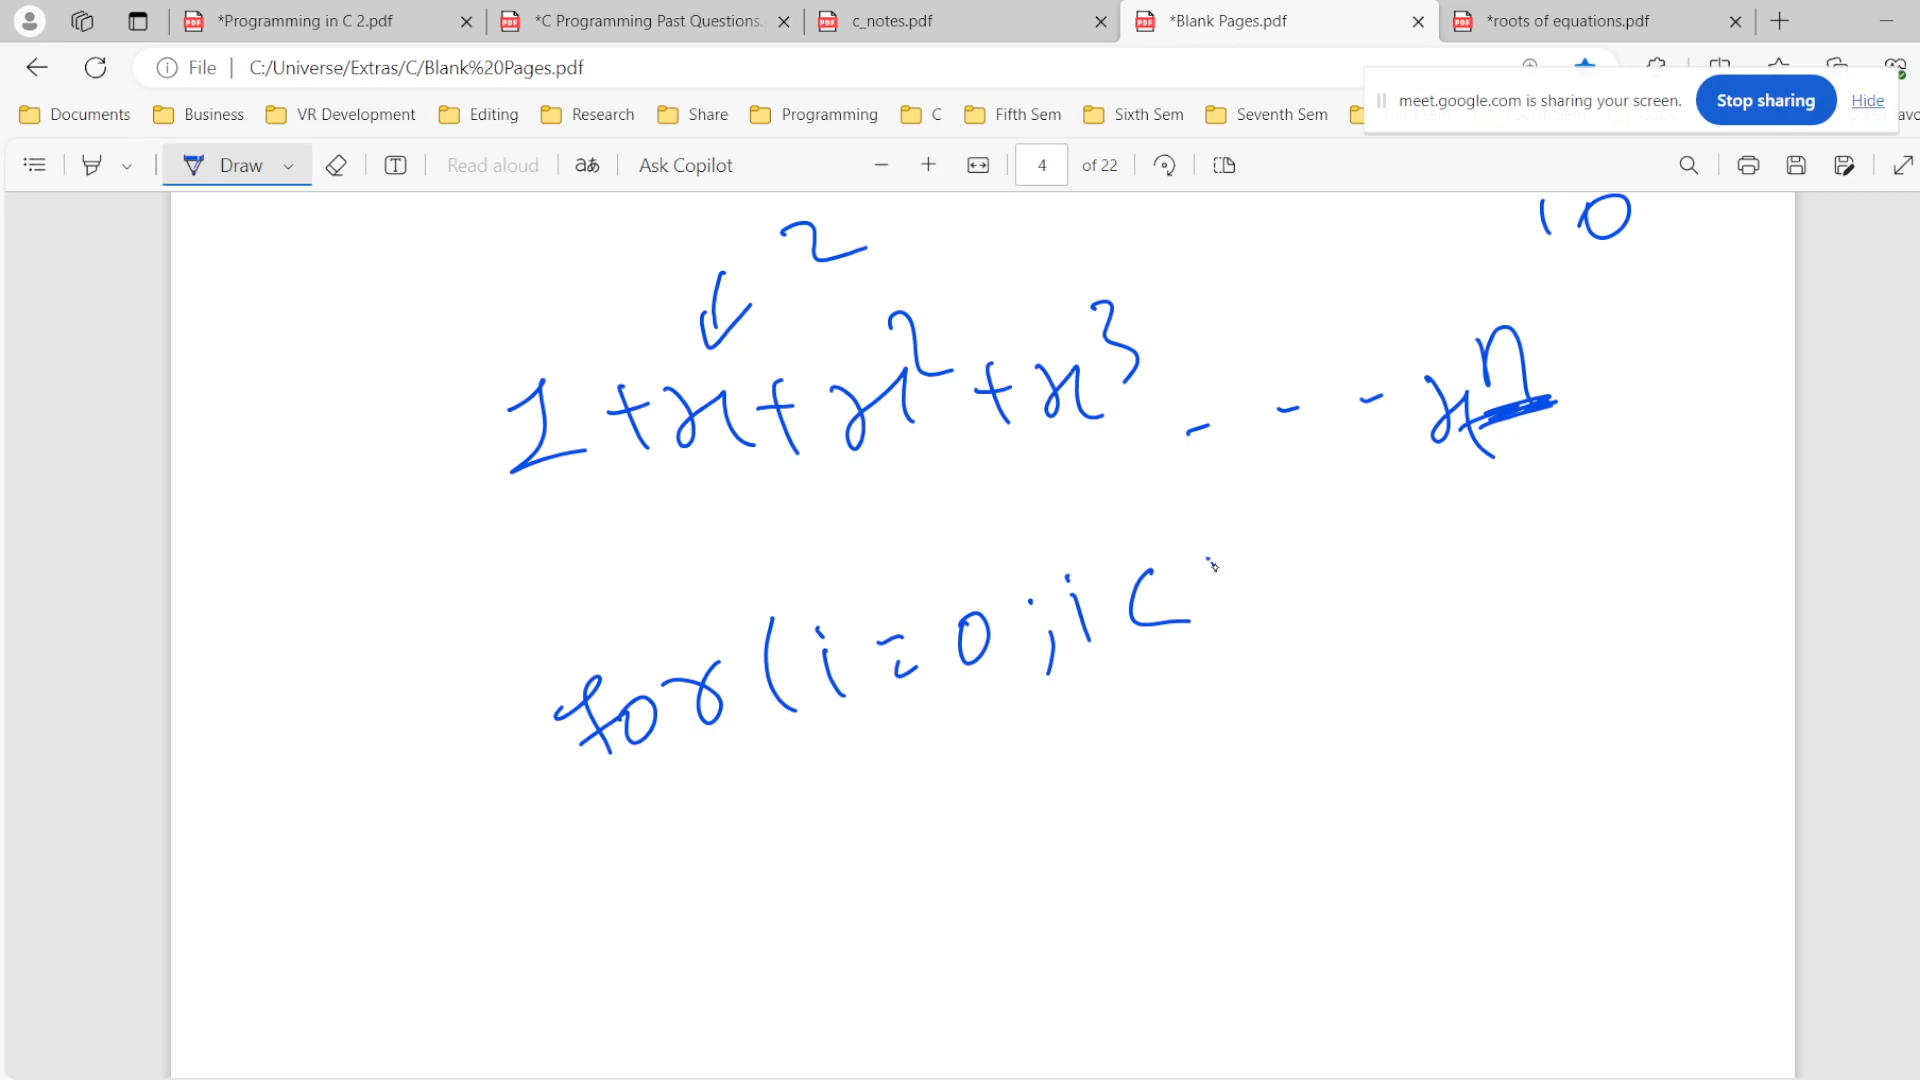 *Programming in C 2.pdf
*C Programming Past Questions.
c_notes.pdf
*Blank Pages.pdf
*roots of equations.pdf
File
C:/Universe/Extras/C/Blank%20Pages.pdf
meet.google.com is sharing your screen.
Stop sharing
Hide
Documents
Business
VR Development
Editing
Research
Share
Programming
C
Fifth Sem
Sixth Sem
Seventh Sem
Draw
Read aloud
aあ
Ask Copilot
4
of 22
2
10
1 + x + x² + x³ - - - xⁿ
for ( i = 0 ; i <